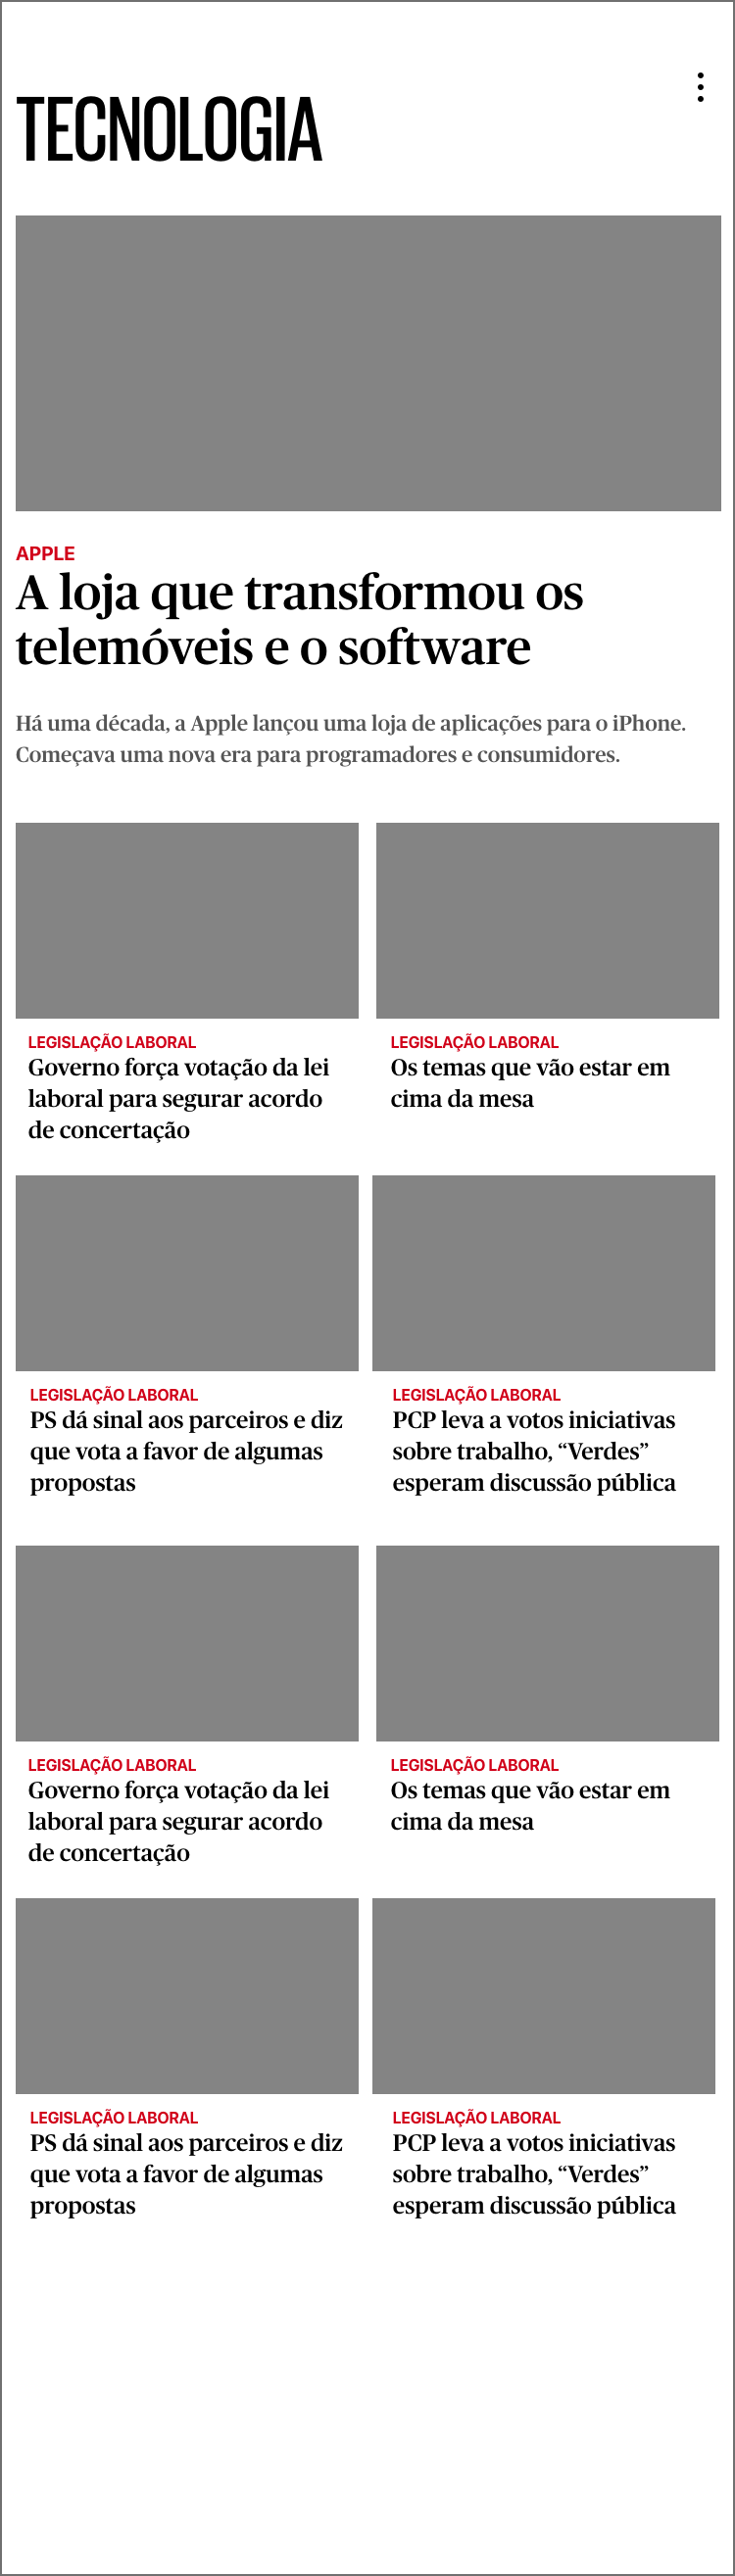 TECNOLOGIA
APPLE
A loja que transformou os
telemóveis e o software
Há uma década, a Apple lançou uma loja de aplicações para o iPhone.
Começava uma nova era para programadores e consumidores.
LEGISLAÇÃO LABORAL
Governo força votação da lei
laboral para segurar acordo
de concertação
LEGISLAÇÃO LABORAL
Os temas que vão estar em
cima da mesa
LEGISLAÇÃO LABORAL
PS dá sinal aos parceiros e diz
que vota a favor de algumas
propostas
LEGISLAÇÃO LABORAL
PCP leva a votos iniciativas
sobre trabalho, “Verdes”
esperam discussão pública
LEGISLAÇÃO LABORAL
Governo força votação da lei
laboral para segurar acordo
de concertação
LEGISLAÇÃO LABORAL
Os temas que vão estar em
cima da mesa
LEGISLAÇÃO LABORAL
PS dá sinal aos parceiros e diz
que vota a favor de algumas
propostas
LEGISLAÇÃO LABORAL
PCP leva a votos iniciativas
sobre trabalho, “Verdes”
esperam discussão pública